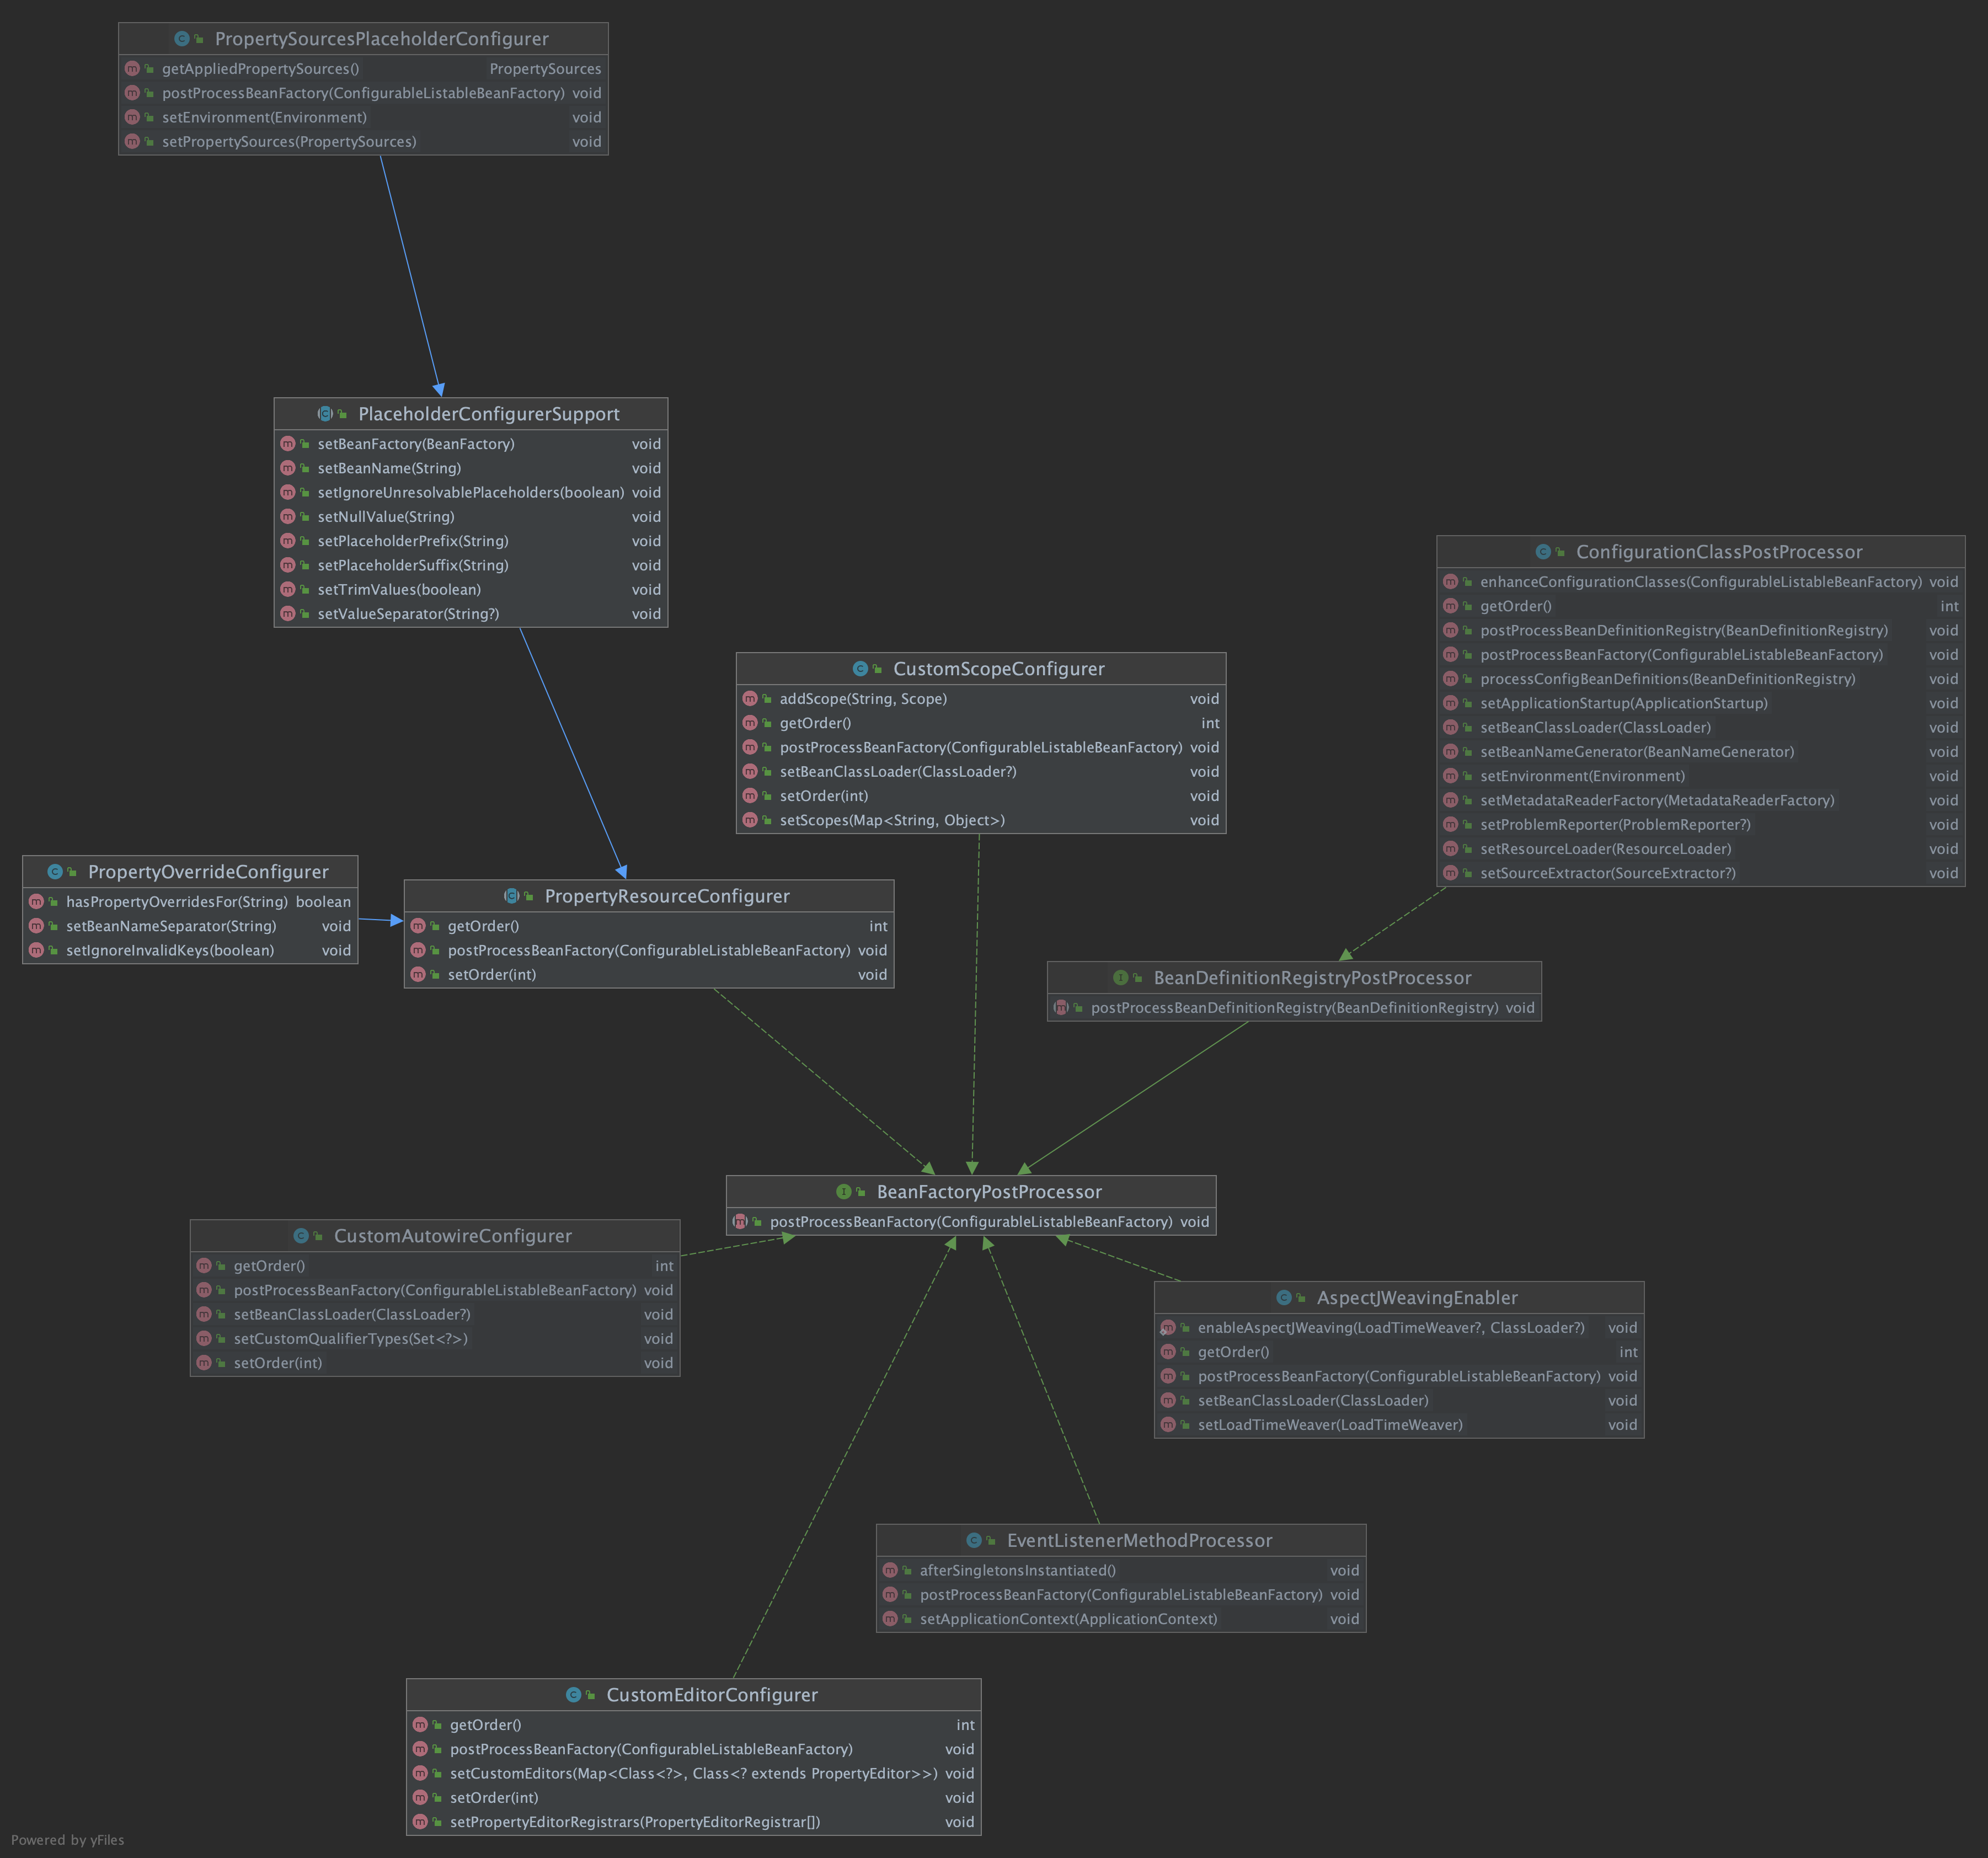 PropertySourcesPlaceholderConfigurer
getAppliedPropertySources() PropertySources
postProcessBeanFactory(ConfigurableListableBeanFactory) void
setEnvironment(Environment) void
setPropertySources(PropertySources) void
PlaceholderConfigurerSupport
setBeanFactory(BeanFactory) void
setBeanName(String) void
setIgnoreUnresolvablePlaceholders(boolean) void
setNullValue(String) void
setPlaceholderPrefix(String) void
setPlaceholderSuffix(String) void
setTrimValues(boolean) void
setValueSeparator(String?) void
ConfigurationClassPostProcessor
enhanceConfigurationClasses(ConfigurableListableBeanFactory) void
getOrder() int
postProcessBeanDefinitionRegistry(BeanDefinitionRegistry) void
postProcessBeanFactory(ConfigurableListableBeanFactory) void
processConfigBeanDefinitions(BeanDefinitionRegistry) void
setApplicationStartup(ApplicationStartup) void
setBeanClassLoader(ClassLoader) void
setBeanNameGenerator(BeanNameGenerator) void
setEnvironment(Environment) void
setMetadataReaderFactory(MetadataReaderFactory) void
setProblemReporter(ProblemReporter?) void
setResourceLoader(ResourceLoader) void
setSourceExtractor(SourceExtractor?) void
CustomScopeConfigurer
addScope(String, Scope) void
getOrder() int
postProcessBeanFactory(ConfigurableListableBeanFactory) void
setBeanClassLoader(ClassLoader?) void
setOrder(int) void
setScopes(Map<String, Object>) void
PropertyOverrideConfigurer
hasPropertyOverridesFor(String) boolean
setBeanNameSeparator(String) void
setIgnoreInvalidKeys(boolean) void
PropertyResourceConfigurer
getOrder() int
postProcessBeanFactory(ConfigurableListableBeanFactory) void
setOrder(int) void
BeanDefinitionRegistryPostProcessor
postProcessBeanDefinitionRegistry(BeanDefinitionRegistry) void
BeanFactoryPostProcessor
postProcessBeanFactory(ConfigurableListableBeanFactory) void
CustomAutowireConfigurer
getOrder() int
postProcessBeanFactory(ConfigurableListableBeanFactory) void
setBeanClassLoader(ClassLoader?) void
setCustomQualifierTypes(Set<?>) void
setOrder(int) void
AspectJWeavingEnabler
enableAspectJWeaving(LoadTimeWeaver?, ClassLoader?) void
getOrder() int
postProcessBeanFactory(ConfigurableListableBeanFactory) void
setBeanClassLoader(ClassLoader) void
setLoadTimeWeaver(LoadTimeWeaver) void
EventListenerMethodProcessor
afterSingletonsInstantiated() void
postProcessBeanFactory(ConfigurableListableBeanFactory) void
setApplicationContext(ApplicationContext) void
CustomEditorConfigurer
getOrder() int
postProcessBeanFactory(ConfigurableListableBeanFactory) void
setCustomEditors(Map<Class<?>, Class<? extends PropertyEditor>>) void
setOrder(int) void
setPropertyEditorRegistrars(PropertyEditorRegistrar[]) void
Powered by yFiles